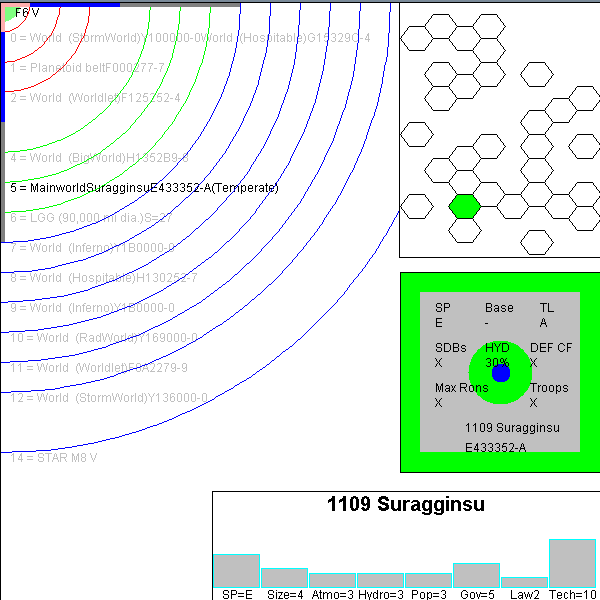 F6 V
0 = World (StormWorld)Y100000-0World (Hospitable)G15329C-4
1 = Planetoid beltF000277-7
2 = World (Worldlet)F125252-4
4 = World (BigWorld)H1352B9-8
5 = MainworldSuragginsuE433352-A(Temperate)
6 = LGG (90,000 mi dia.)S=27
7 = World (Inferno)Y1B0000-0
8 = World (Hospitable)H130252-7
9 = World (Inferno)Y1B0000-0
10 = World (RadWorld)Y169000-0
11 = World (Worldlet)F8A2279-9
12 = World (StormWorld)Y136000-0
14 = STAR M8 V
SP Base TL
E - A
SDBs HYD DEF CF
X 30% X
Max Rons Troops
X X
1109 Suragginsu
E433352-A
1109 Suragginsu
SP=E Size=4 Atmo=3 Hydro=3 Pop=3 Gov=5 Law2 Tech=10